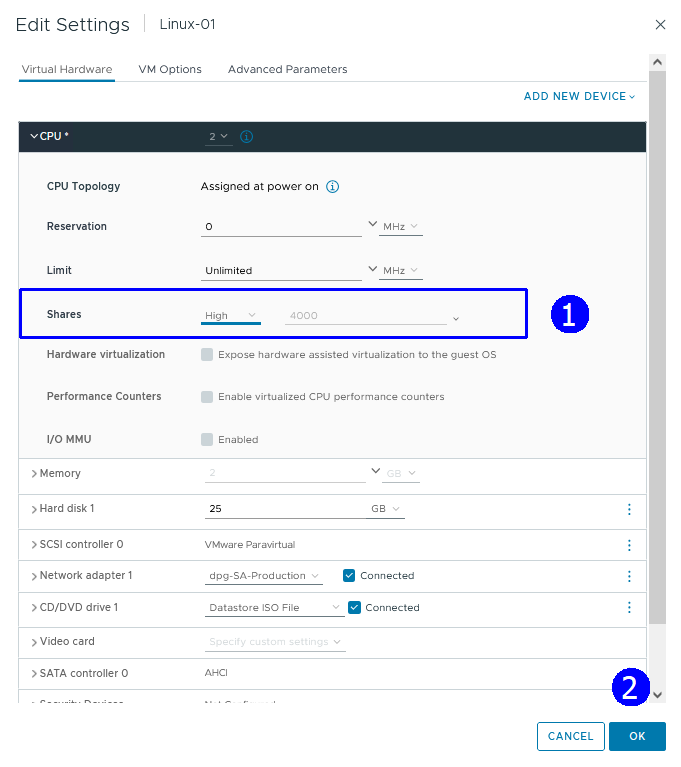 Edit Settings Linux-01
Virtual Hardware VM Options Advanced Parameters
ADD NEW DEVICE
CPU * 2
CPU Topology Assigned at power on
Reservation 0 MHz
Limit Unlimited MHz
Shares High 4000 1
Hardware virtualization Expose hardware assisted virtualization to the guest OS
Performance Counters Enable virtualized CPU performance counters
I/O MMU Enabled
Memory 2 GB
Hard disk 1 25 GB
SCSI controller 0 VMware Paravirtual
Network adapter 1 dpg-SA-Production Connected
CD/DVD drive 1 Datastore ISO File Connected
Video card Specify custom settings
SATA controller 0 AHCI
2
Security Devices Not Configured
CANCEL OK